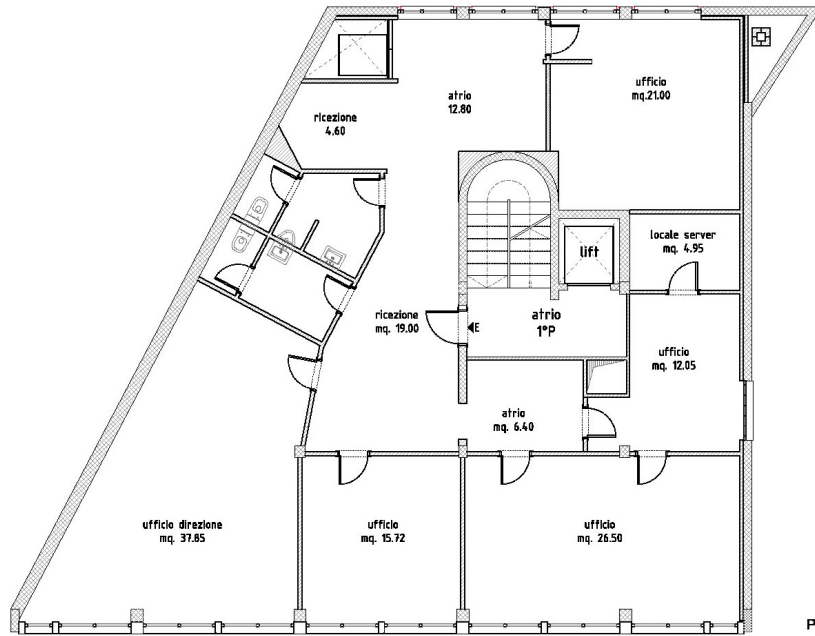 atrio
12.80
ufficio
mq.21.00
ricezione
4.60
locale server
mq. 4.95
lift
ricezione
mq. 19.00
E
atrio
1°P
ufficio
mq. 12.05
atrio
mq. 6.40
ufficio direzione
mq. 37.85
ufficio
mq. 15.72
ufficio
mq. 26.50
P